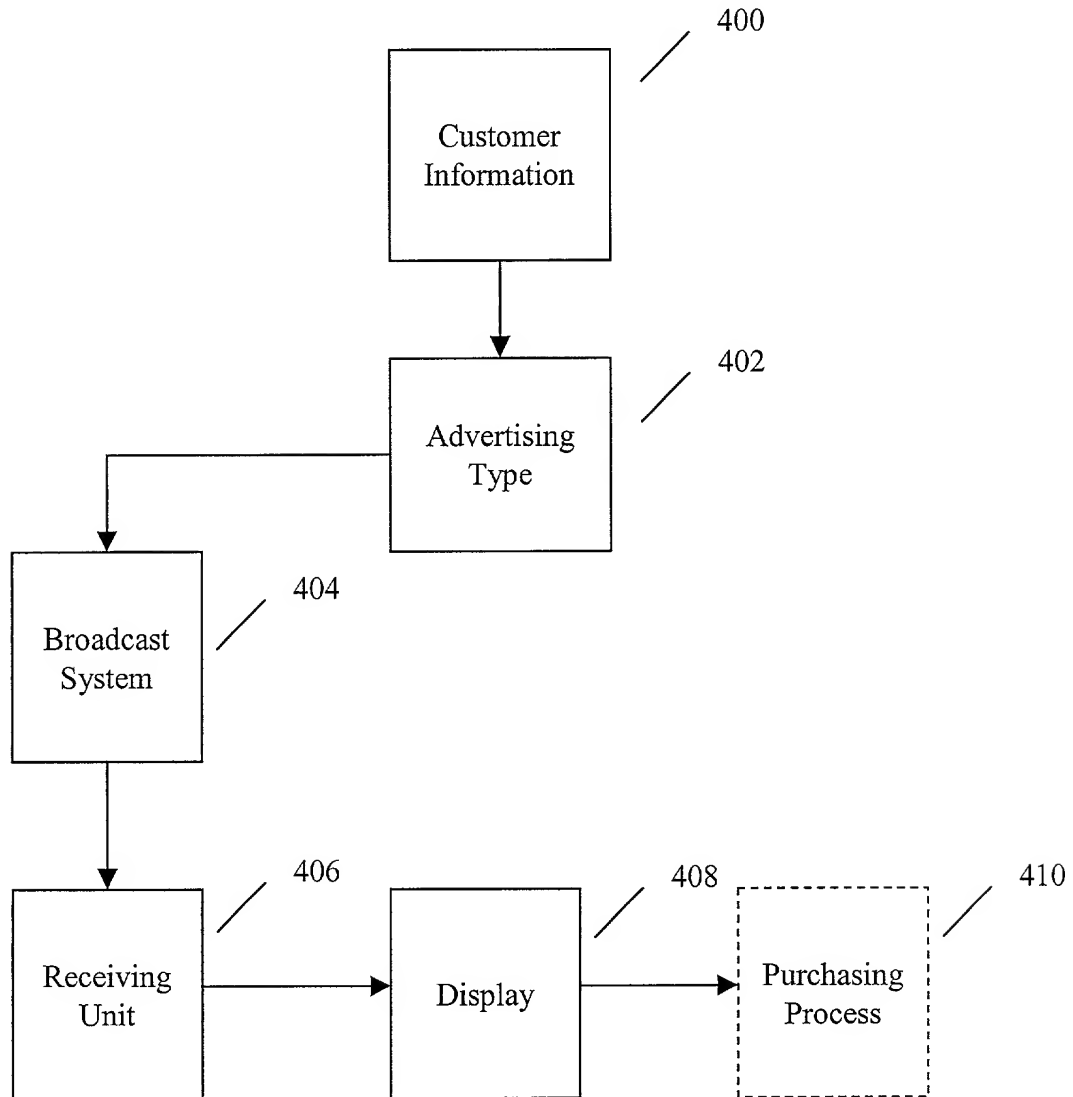 400
Customer
Information
402
Advertising
Type
404
Broadcast
System
406
408
410
Receiving
Unit
Display
Purchasing
Process